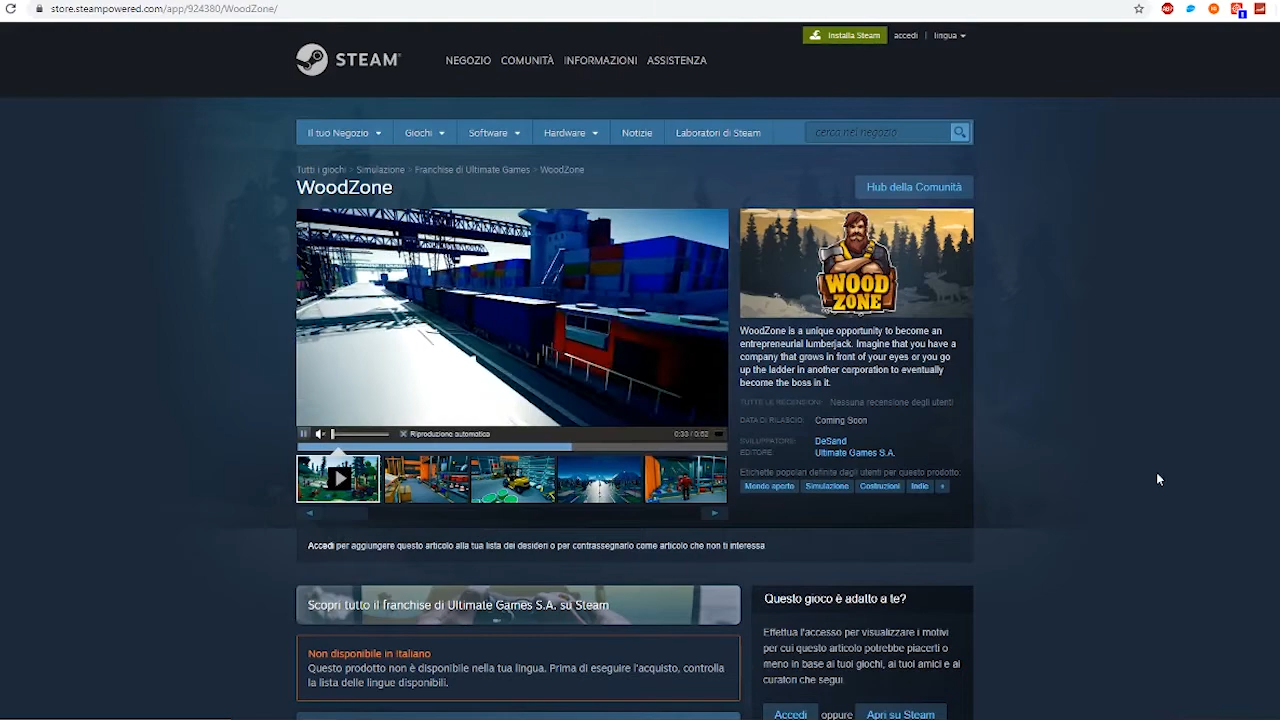 store.steampowered.com/app/924380/WoodZone/
Installa Steam accedi | lingua
STEAM®
NEGOZIO COMUNITÀ INFORMAZIONI ASSISTENZA
Il tuo Negozio Giochi Software Hardware Notizie Laboratori di Steam cerca nel negozio
Tutti i giochi > Simulazione > Franchise di Ultimate Games > WoodZone
WoodZone
Hub della Comunità
WOOD
ZONE
WoodZone is a unique opportunity to become an
entrepreneurial lumberjack. Imagine that you have a
company that grows in front of your eyes or you go
up the ladder in another corporation to eventually
become the boss in it.
TUTTE LE RECENSIONI: Nessuna recensione degli utenti
DATA DI RILASCIO: Coming Soon
SVILUPPATORE: DeSand
EDITORE: Ultimate Games S.A.
Etichette popolari definite dagli utenti per questo prodotto:
Mondo aperto Simulazione Costruzioni Indie +
Riproduzione automatica 0:33 / 0:52
Accedi per aggiungere questo articolo alla tua lista dei desideri o per contrassegnarlo come articolo che non ti interessa
Scopri tutto il franchise di Ultimate Games S.A. su Steam
Non disponibile in Italiano
Questo prodotto non è disponibile nella tua lingua. Prima di eseguire l'acquisto, controlla
la lista delle lingue disponibili.
Questo gioco è adatto a te?
Effettua l'accesso per visualizzare i motivi
per cui questo articolo potrebbe piacerti o
meno in base ai tuoi giochi, ai tuoi amici e ai
curatori che segui.
Accedi oppure Apri su Steam